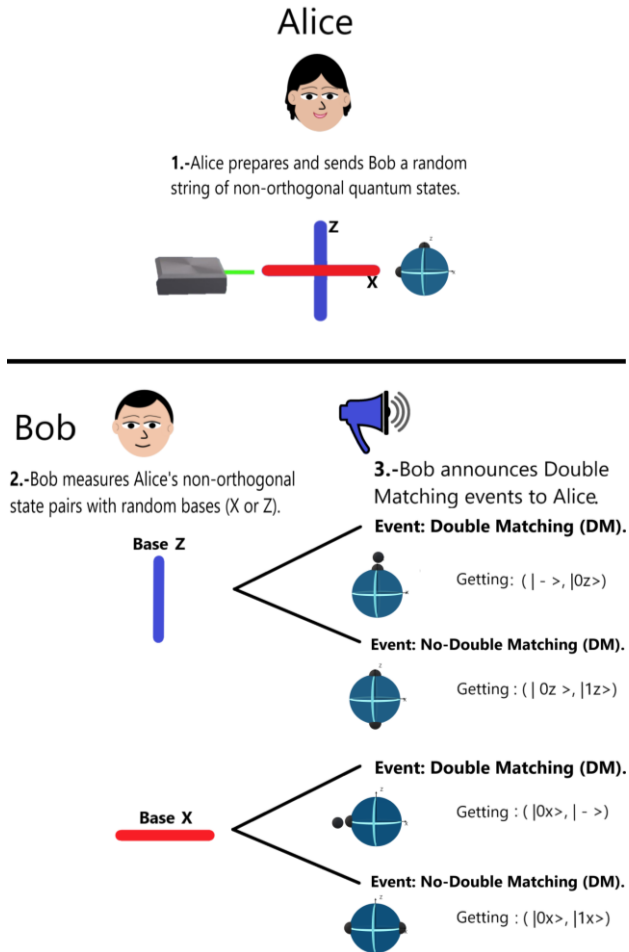 Alice
1.-Alice prepares and sends Bob a random
string of non-orthogonal quantum states.
Z
X
z
Bob
2.-Bob measures Alice's non-orthogonal
state pairs with random bases (X or Z).
3.-Bob announces Double
Matching events to Alice.
Base Z
Event: Double Matching (DM).
Getting: ( | - >, |0z>)
Event: No-Double Matching (DM).
z
Getting : ( | 0z >, |1z>)
Base X
Event: Double Matching (DM).
z
Getting : ( |0x>, | - >)
Event: No-Double Matching (DM).
z
Getting : ( |0x>, |1x>)